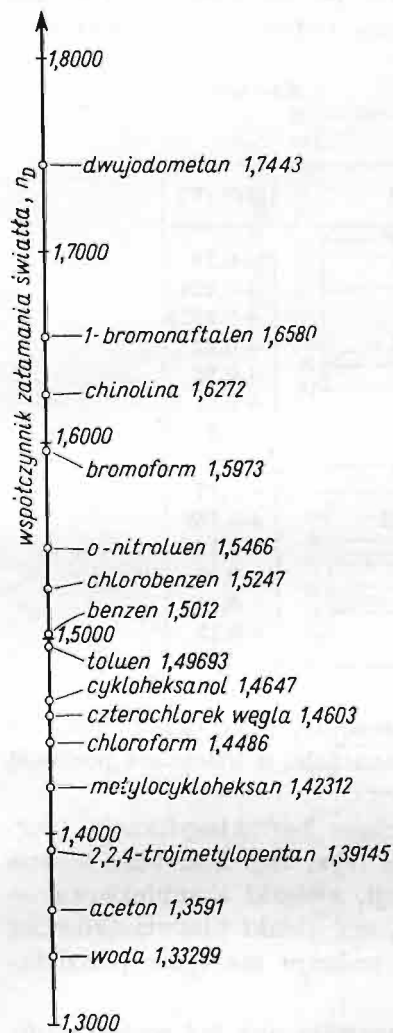 1,8000
dwujodometan 1,7443
współczynnik załamania światła, nD
1,7000
1-bromonaftalen 1,6580
chinolina 1,6272
1,6000
bromoform 1,5973
o-nitroluen 1,5466
chlorobenzen 1,5247
benzen 1,5012
1,5000
toluen 1,49693
cykloheksanol 1,4647
czterochlorek węgla 1,4603
chloroform 1,4486
metylocykloheksan 1,42312
1,4000
2,2,4-trójmetylopentan 1,39145
aceton 1,3591
woda 1,33299
1,3000